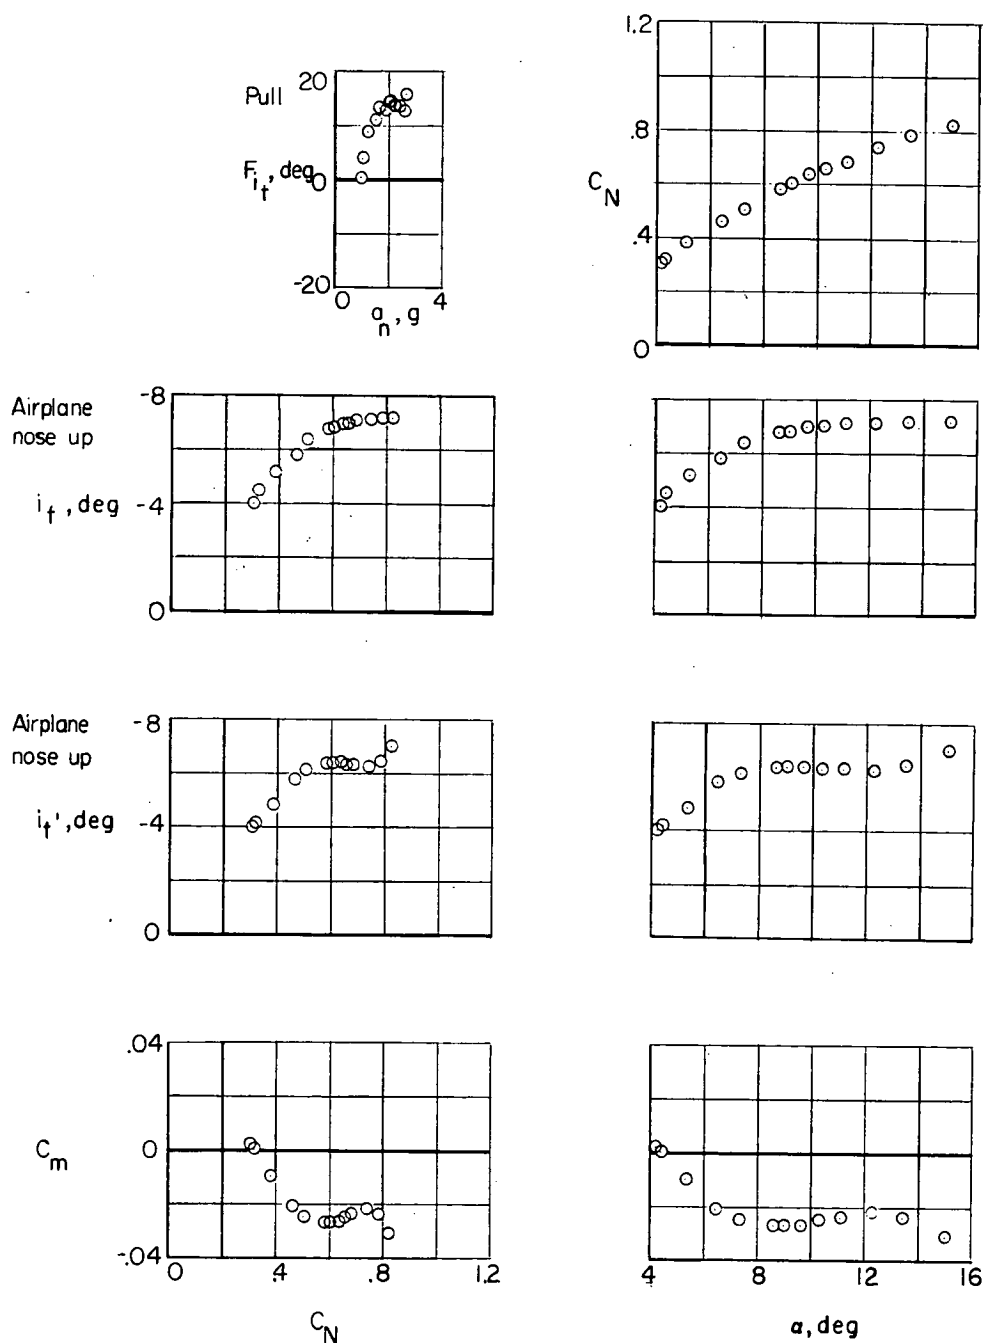 20
Pull
F_it, deg
0
-20
0 4
a_n, g
1.2
.8
C_N
.4
0
Airplane
nose up
-8
i_t, deg
-4
0
Airplane
nose up
-8
i_t', deg
-4
0
.04
C_m
0
-.04
0 .4 .8 1.2
C_N
4 8 12 16
α, deg